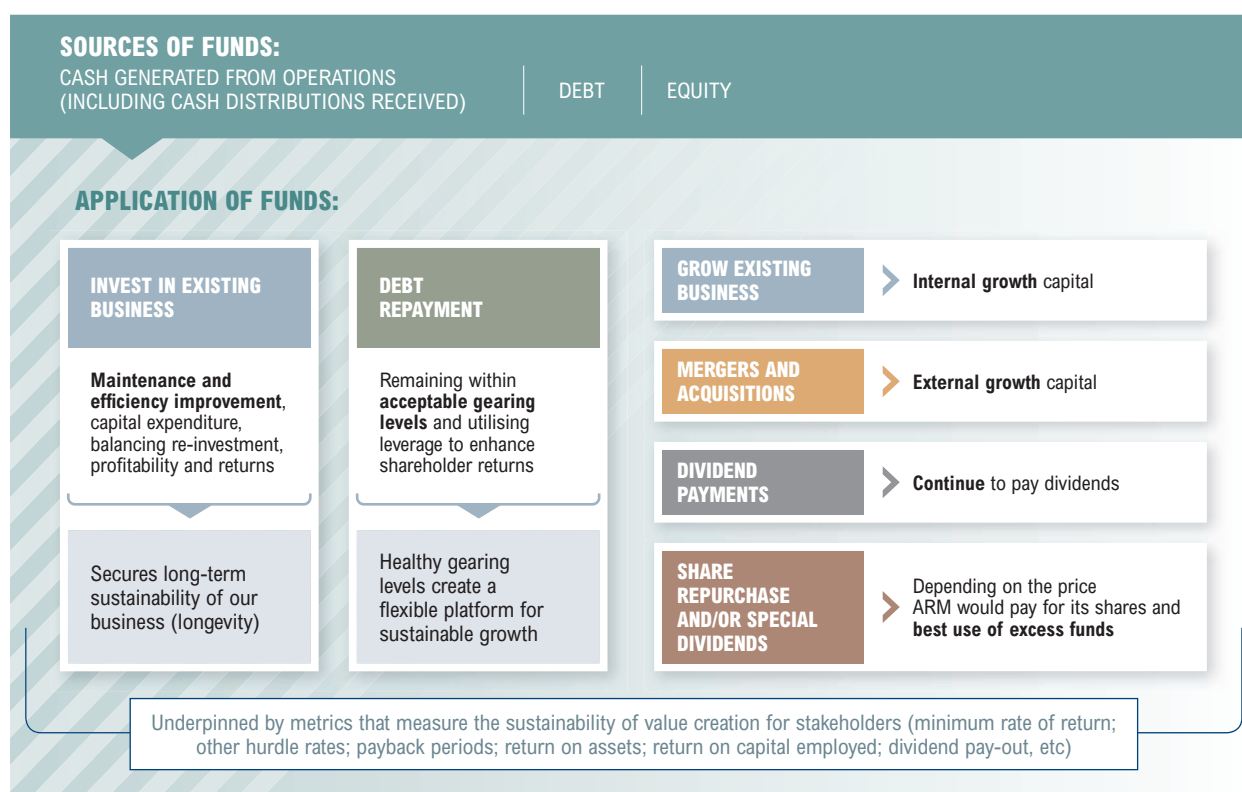 SOURCES OF FUNDS:
CASH GENERATED FROM OPERATIONS
(INCLUDING CASH DISTRIBUTIONS RECEIVED)
DEBT
EQUITY
APPLICATION OF FUNDS:
INVEST IN EXISTING
BUSINESS
Maintenance and
efficiency improvement,
capital expenditure,
balancing re-investment,
profitability and returns
Secures long-term
sustainability of our
business (longevity)
DEBT
REPAYMENT
Remaining within
acceptable gearing
levels and utilising
leverage to enhance
shareholder returns
Healthy gearing
levels create a
flexible platform for
sustainable growth
GROW EXISTING
BUSINESS
Internal growth capital
MERGERS AND
ACQUISITIONS
External growth capital
DIVIDEND
PAYMENTS
Continue to pay dividends
SHARE
REPURCHASE
AND/OR SPECIAL
DIVIDENDS
Depending on the price
ARM would pay for its shares and
best use of excess funds
Underpinned by metrics that measure the sustainability of value creation for stakeholders (minimum rate of return;
other hurdle rates; payback periods; return on assets; return on capital employed; dividend pay-out, etc)